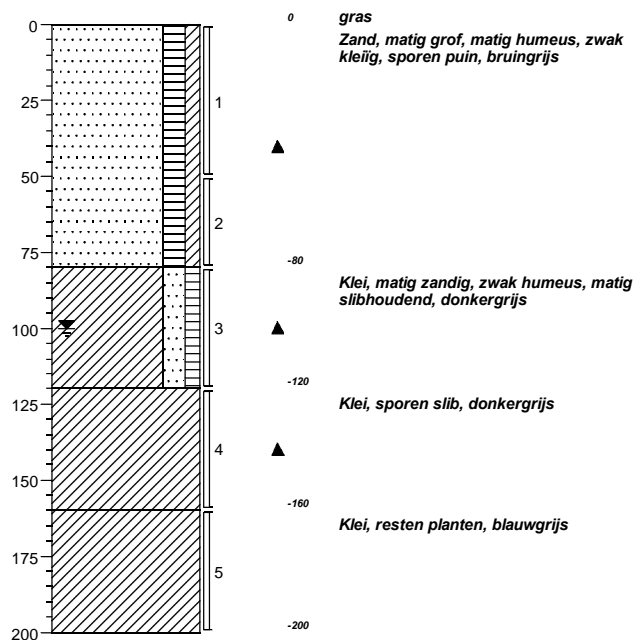 0
gras
0
Zand, matig grof, matig humeus, zwak
kleiïg, sporen puin, bruingrijs
25
1
50
2
75
-80
Klei, matig zandig, zwak humeus, matig
slibhoudend, donkergrijs
100
3
-120
125
Klei, sporen slib, donkergrijs
4
150
-160
Klei, resten planten, blauwgrijs
175
5
-200
200